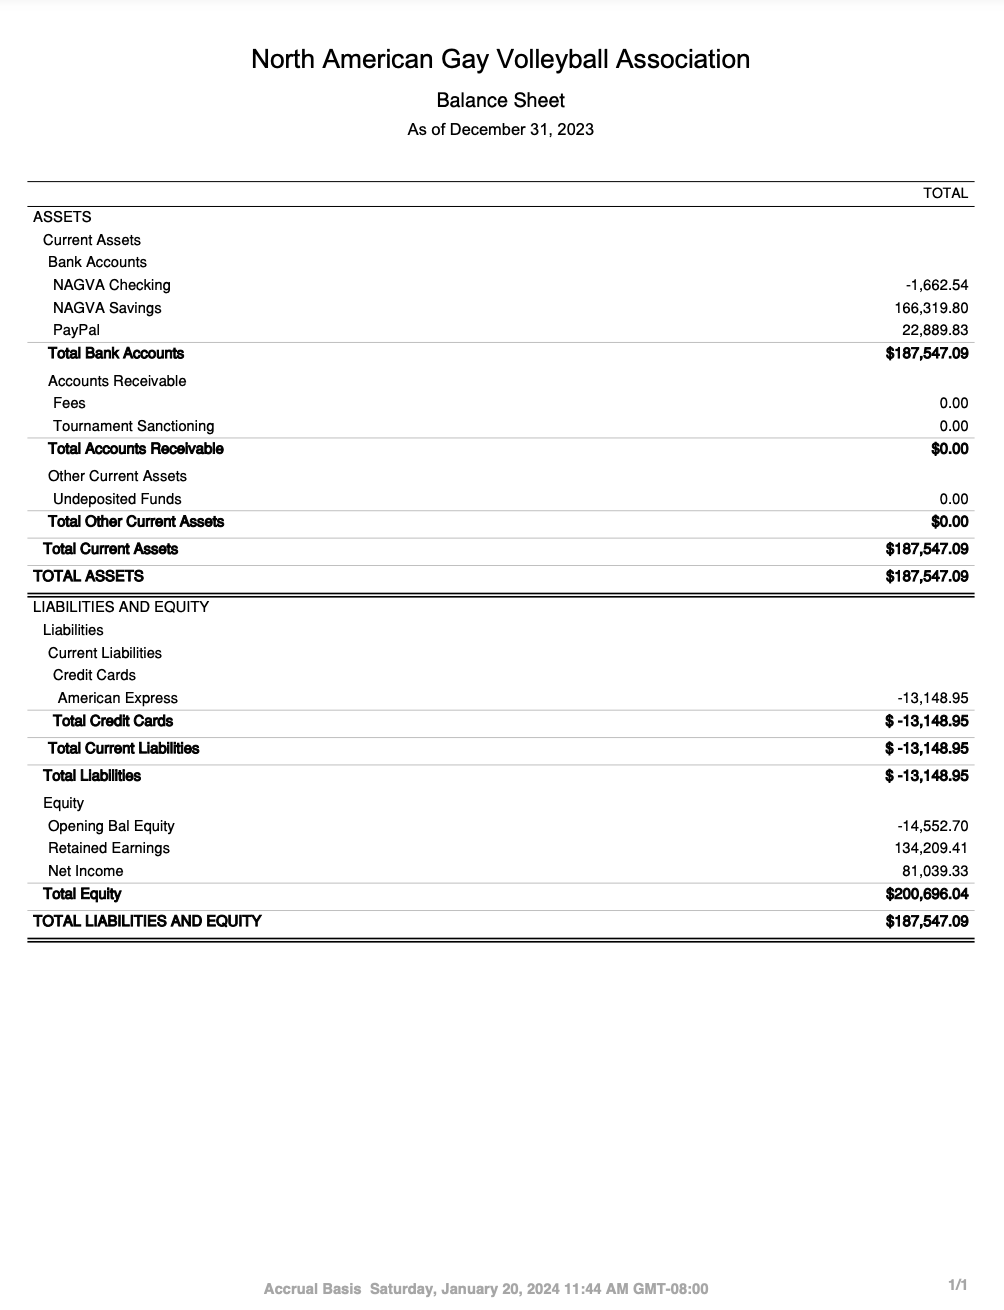 North American Gay Volleyball Association
Balance Sheet
As of December 31, 2023
TOTAL
ASSETS
Current Assets
Bank Accounts
NAGVA Checking -1,662.54
NAGVA Savings 166,319.80
PayPal 22,889.83
Total Bank Accounts $187,547.09
Accounts Receivable
Fees 0.00
Tournament Sanctioning 0.00
Total Accounts Receivable $0.00
Other Current Assets
Undeposited Funds 0.00
Total Other Current Assets $0.00
Total Current Assets $187,547.09
TOTAL ASSETS $187,547.09
LIABILITIES AND EQUITY
Liabilities
Current Liabilities
Credit Cards
American Express -13,148.95
Total Credit Cards $ -13,148.95
Total Current Liabilities $ -13,148.95
Total Liabilities $ -13,148.95
Equity
Opening Bal Equity -14,552.70
Retained Earnings 134,209.41
Net Income 81,039.33
Total Equity $200,696.04
TOTAL LIABILITIES AND EQUITY $187,547.09
Accrual Basis Saturday, January 20, 2024 11:44 AM GMT-08:00 1/1